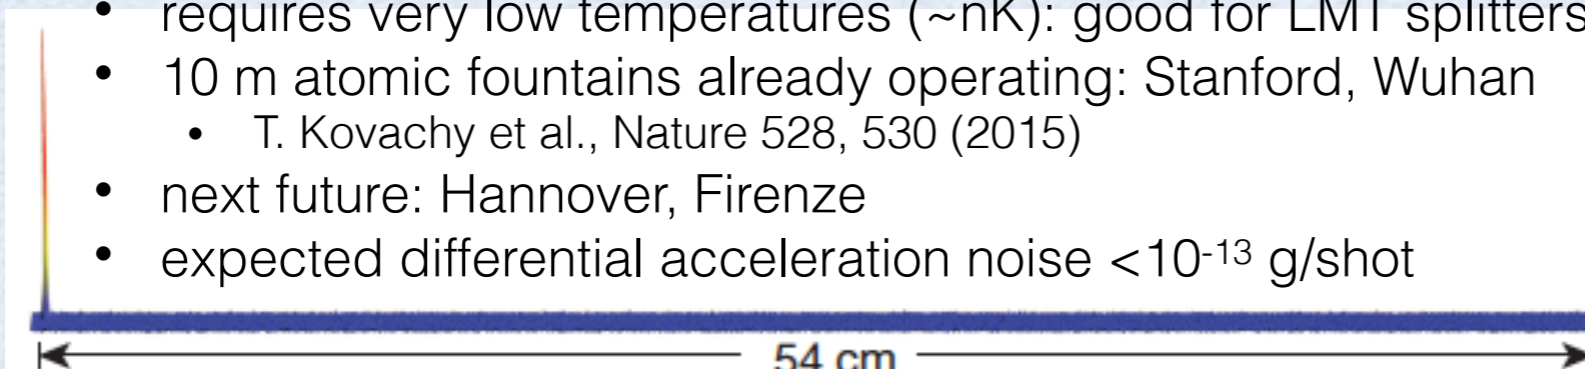 • requires very low temperatures (~nK): good for LMT splitters
• 10 m atomic fountains already operating: Stanford, Wuhan
• T. Kovachy et al., Nature 528, 530 (2015)
• next future: Hannover, Firenze
• expected differential acceleration noise <10⁻¹³ g/shot
54 cm